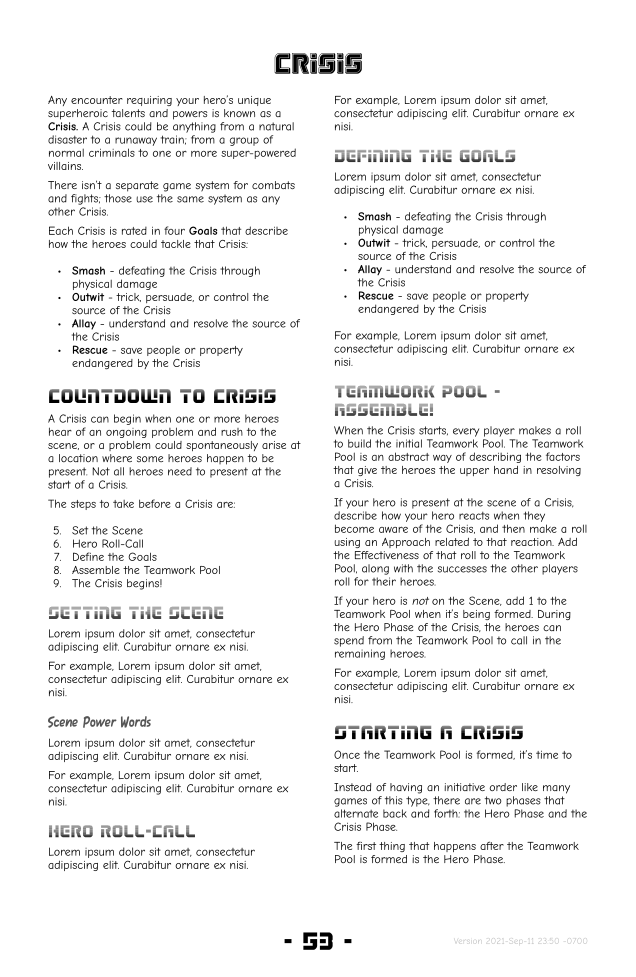 CRISIS
Any encounter requiring your hero's unique
superheroic talents and powers is known as a
Crisis. A Crisis could be anything from a natural
disaster to a runaway train; from a group of
normal criminals to one or more super-powered
villains.
There isn't a separate game system for combats
and fights; those use the same system as any
other Crisis.
Each Crisis is rated in four Goals that describe
how the heroes could tackle that Crisis:
• Smash - defeating the Crisis through
physical damage
• Outwit - trick, persuade, or control the
source of the Crisis
• Allay - understand and resolve the source of
the Crisis
• Rescue - save people or property
endangered by the Crisis
COUNTDOWN TO CRISIS
A Crisis can begin when one or more heroes
hear of an ongoing problem and rush to the
scene, or a problem could spontaneously arise at
a location where some heroes happen to be
present. Not all heroes need to present at the
start of a Crisis.
The steps to take before a Crisis are:
5. Set the Scene
6. Hero Roll-Call
7. Define the Goals
8. Assemble the Teamwork Pool
9. The Crisis begins!
SETTING THE SCENE
Lorem ipsum dolor sit amet, consectetur
adipiscing elit. Curabitur ornare ex nisi.
For example, Lorem ipsum dolor sit amet,
consectetur adipiscing elit. Curabitur ornare ex
nisi.
Scene Power Words
Lorem ipsum dolor sit amet, consectetur
adipiscing elit. Curabitur ornare ex nisi.
For example, Lorem ipsum dolor sit amet,
consectetur adipiscing elit. Curabitur ornare ex
nisi.
HERO ROLL-CALL
Lorem ipsum dolor sit amet, consectetur
adipiscing elit. Curabitur ornare ex nisi.
For example, Lorem ipsum dolor sit amet,
consectetur adipiscing elit. Curabitur ornare ex
nisi.
DEFINING THE GOALS
Lorem ipsum dolor sit amet, consectetur
adipiscing elit. Curabitur ornare ex nisi.
• Smash - defeating the Crisis through
physical damage
• Outwit - trick, persuade, or control the
source of the Crisis
• Allay - understand and resolve the source of
the Crisis
• Rescue - save people or property
endangered by the Crisis
For example, Lorem ipsum dolor sit amet,
consectetur adipiscing elit. Curabitur ornare ex
nisi.
TEAMWORK POOL -
ASSEMBLE!
When the Crisis starts, every player makes a roll
to build the initial Teamwork Pool. The Teamwork
Pool is an abstract way of describing the factors
that give the heroes the upper hand in resolving
a Crisis.
If your hero is present at the scene of a Crisis,
describe how your hero reacts when they
become aware of the Crisis, and then make a roll
using an Approach related to that reaction. Add
the Effectiveness of that roll to the Teamwork
Pool, along with the successes the other players
roll for their heroes.
If your hero is not on the Scene, add 1 to the
Teamwork Pool when it's being formed. During
the Hero Phase of the Crisis, the heroes can
spend from the Teamwork Pool to call in the
remaining heroes.
For example, Lorem ipsum dolor sit amet,
consectetur adipiscing elit. Curabitur ornare ex
nisi.
STARTING A CRISIS
Once the Teamwork Pool is formed, it's time to
start.
Instead of having an initiative order like many
games of this type, there are two phases that
alternate back and forth: the Hero Phase and the
Crisis Phase.
The first thing that happens after the Teamwork
Pool is formed is the Hero Phase.
- 53 -
Version 2021-Sep-11 23:50 -0700